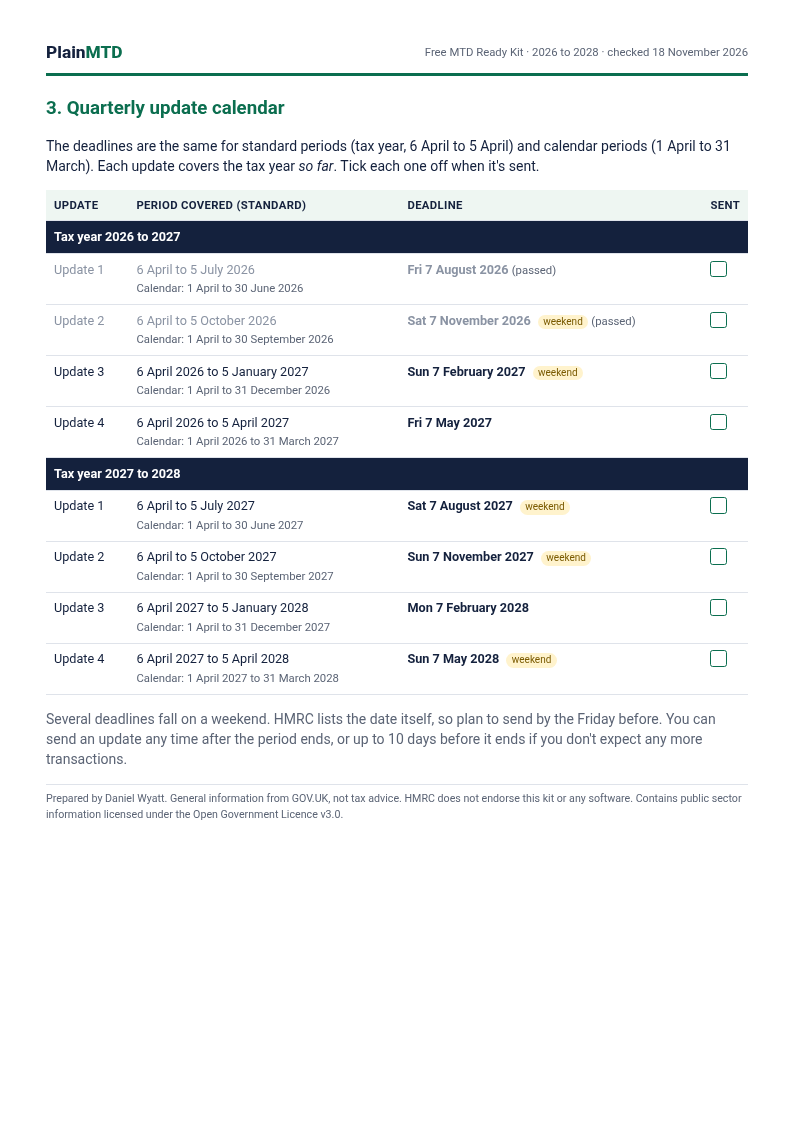 PlainMTD
Free MTD Ready Kit · 2026 to 2028 · checked 18 November 2026
3. Quarterly update calendar
The deadlines are the same for standard periods (tax year, 6 April to 5 April) and calendar periods (1 April to 31
March). Each update covers the tax year so far. Tick each one off when it's sent.
UPDATE PERIOD COVERED (STANDARD) DEADLINE SENT
Tax year 2026 to 2027
Update 1 6 April to 5 July 2026 Fri 7 August 2026 (passed)
Calendar: 1 April to 30 June 2026
Update 2 6 April to 5 October 2026 Sat 7 November 2026 weekend (passed)
Calendar: 1 April to 30 September 2026
Update 3 6 April 2026 to 5 January 2027 Sun 7 February 2027 weekend
Calendar: 1 April to 31 December 2026
Update 4 6 April 2026 to 5 April 2027 Fri 7 May 2027
Calendar: 1 April 2026 to 31 March 2027
Tax year 2027 to 2028
Update 1 6 April to 5 July 2027 Sat 7 August 2027 weekend
Calendar: 1 April to 30 June 2027
Update 2 6 April to 5 October 2027 Sun 7 November 2027 weekend
Calendar: 1 April to 30 September 2027
Update 3 6 April 2027 to 5 January 2028 Mon 7 February 2028
Calendar: 1 April to 31 December 2027
Update 4 6 April 2027 to 5 April 2028 Sun 7 May 2028 weekend
Calendar: 1 April 2027 to 31 March 2028
Several deadlines fall on a weekend. HMRC lists the date itself, so plan to send by the Friday before. You can
send an update any time after the period ends, or up to 10 days before it ends if you don't expect any more
transactions.
Prepared by Daniel Wyatt. General information from GOV.UK, not tax advice. HMRC does not endorse this kit or any software. Contains public sector
information licensed under the Open Government Licence v3.0.